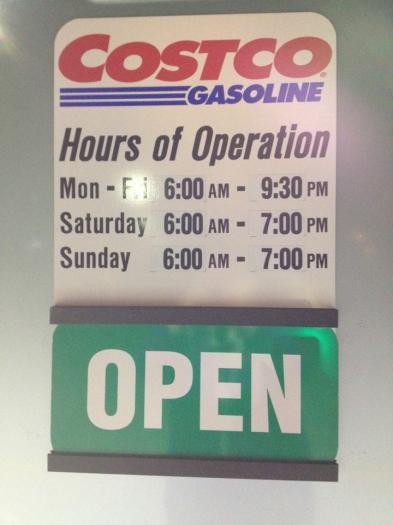 COSTCO
GASOLINE
Hours of Operation
Mon - Fri 6:00 AM - 9:30 PM
Saturday 6:00 AM - 7:00 PM
Sunday 6:00 AM - 7:00 PM
OPEN